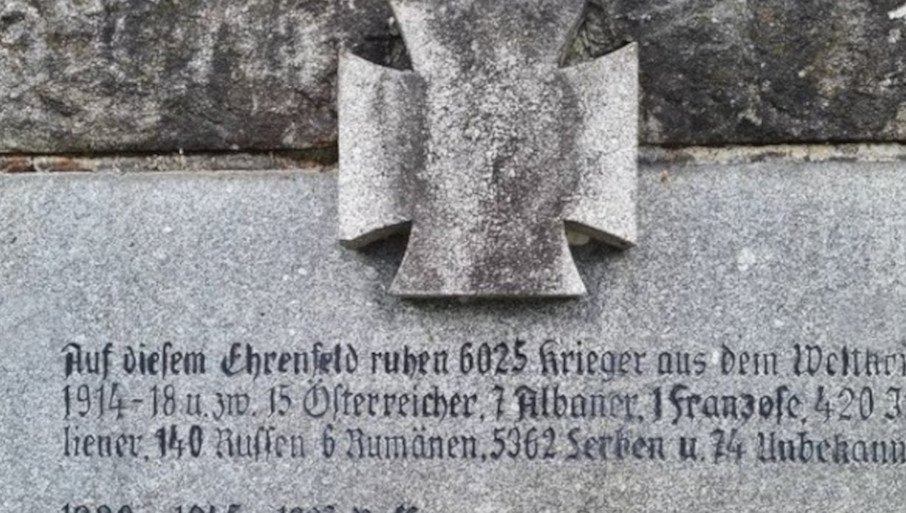 Auf diesem Ehrenfeld ruhen 6025 Krieger aus dem
1914-18 u. zw. 15 Österreicher, 7 Albaner, 1 Franzose, 420
liener, 140 Russen 6 Rumänen, 5362 Serben u. 74